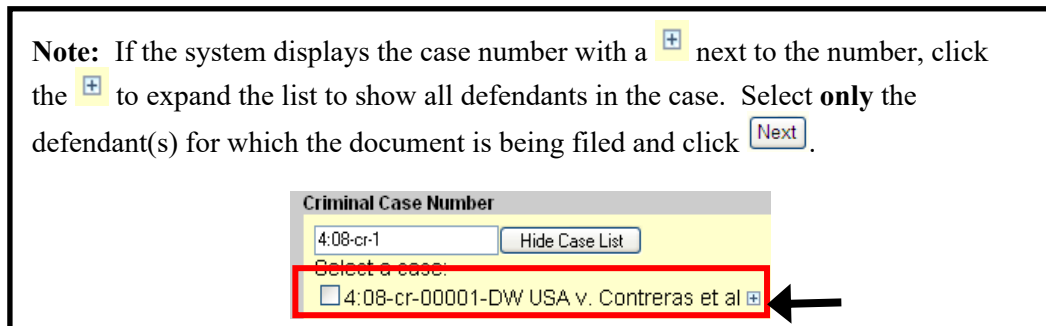 Note: If the system displays the case number with a + next to the number, click
the + to expand the list to show all defendants in the case. Select only the
defendant(s) for which the document is being filed and click Next.
Criminal Case Number
4:08-cr-1 Hide Case List
Select a case:
4:08-cr-00001-DW USA v. Contreras et al +